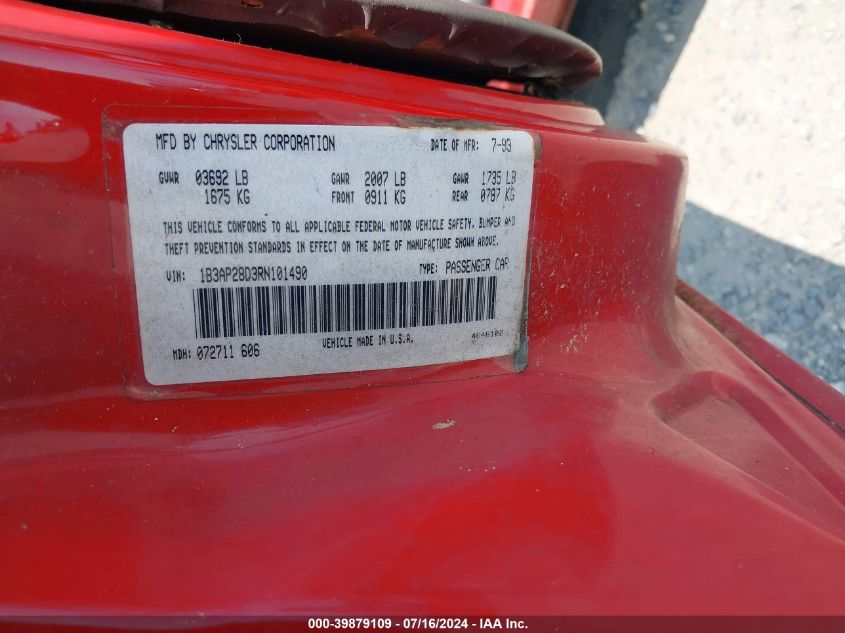 MFD BY CHRYSLER CORPORATION DATE OF MFR: 7-93
GVWR 03692 LB GAWR 2007 LB GAWR 1735 LB
1675 KG FRONT 0911 KG REAR 0787 KG
THIS VEHICLE CONFORMS TO ALL APPLICABLE FEDERAL MOTOR VEHICLE SAFETY, BUMPER AND
THEFT PREVENTION STANDARDS IN EFFECT ON THE DATE OF MANUFACTURE SHOWN ABOVE.
VIN: 1B3AP28D3RN101490 TYPE: PASSENGER CAR
MDH: 072711 606 VEHICLE MADE IN U.S.A. 4648102
000-39879109 - 07/16/2024 - IAA Inc.